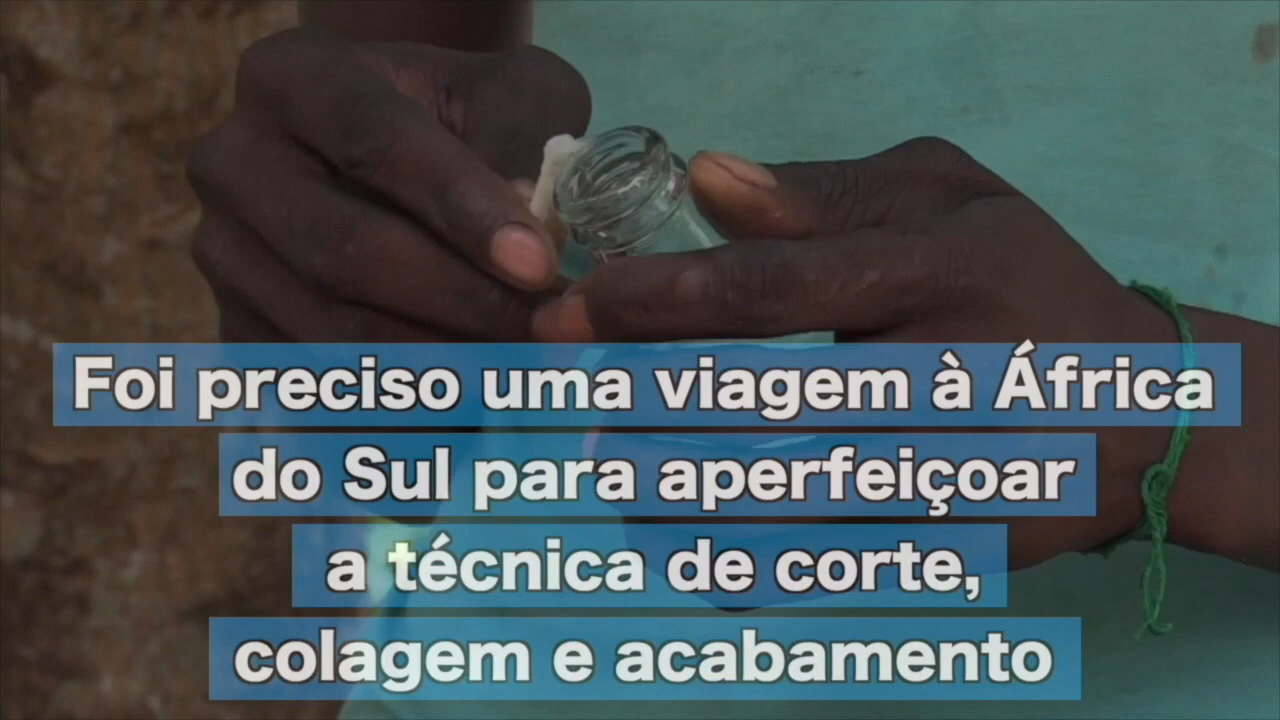 Foi preciso uma viagem à África
do Sul para aperfeiçoar
a técnica de corte,
colagem e acabamento